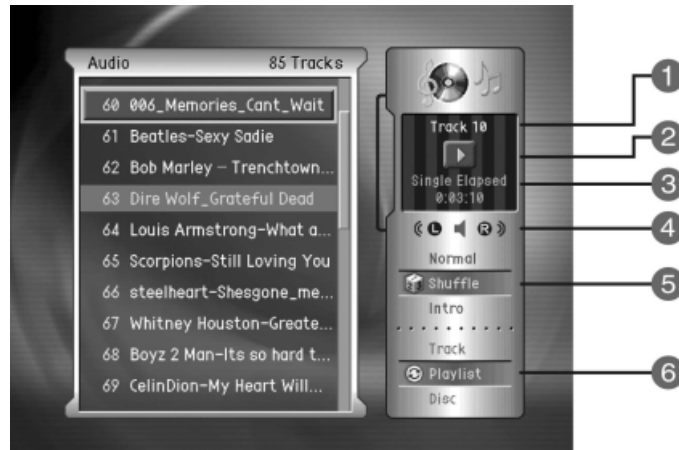 Audio 85 Tracks
60 006_Memories_Cant_Wait
61 Beatles-Sexy Sadie
62 Bob Marley – Trenchtown...
63 Dire Wolf_Grateful Dead
64 Louis Armstrong-What a...
65 Scorpions-Still Loving You
66 steelheart-Shesgone_me...
67 Whitney Houston-Greate...
68 Boyz 2 Man-Its so hard t...
69 CelinDion-My Heart Will...
Track 10
Single Elapsed
0:03:10
L R
Normal
Shuffle
Intro
Track
Playlist
Disc
1
2
3
4
5
6